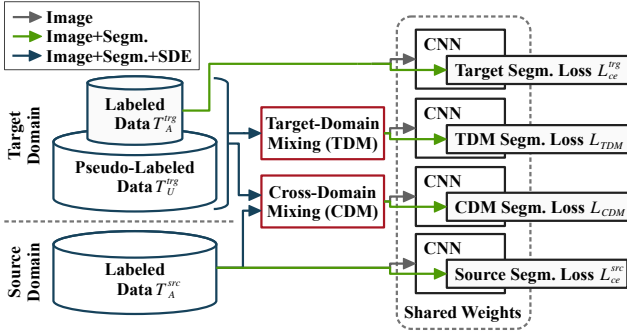 Image
Image+Segm.
Image+Segm.+SDE
Target
Domain
Labeled
Data T_A^trg
Pseudo-Labeled
Data T_U^trg
Target-Domain
Mixing (TDM)
Cross-Domain
Mixing (CDM)
CNN
Target Segm. Loss L_ce^trg
CNN
TDM Segm. Loss L_TDM
CNN
CDM Segm. Loss L_CDM
Source
Domain
Labeled
Data T_A^src
CNN
Source Segm. Loss L_ce^src
Shared Weights